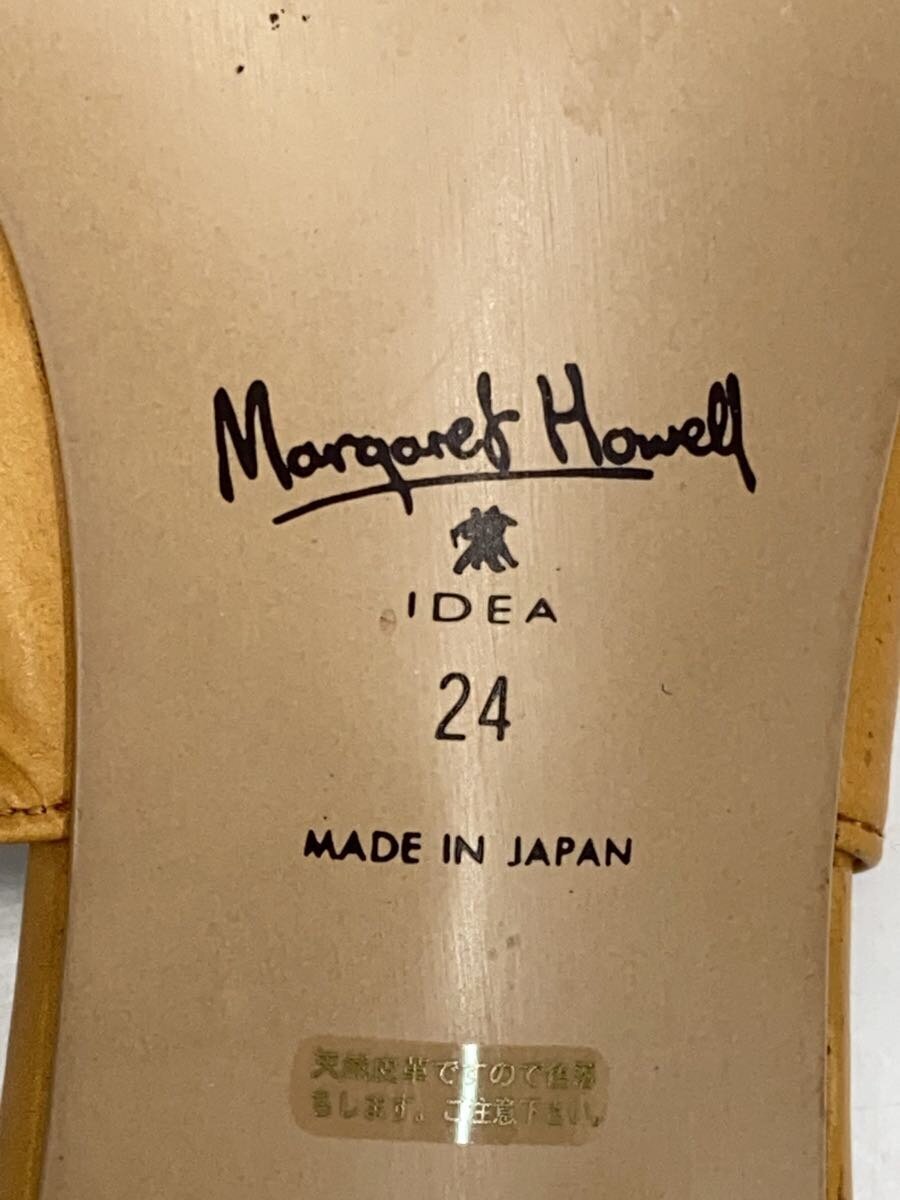 Margaret Howell
IDEA
24
MADE IN JAPAN
天然皮革ですので色落
ちします。ご注意下さい。